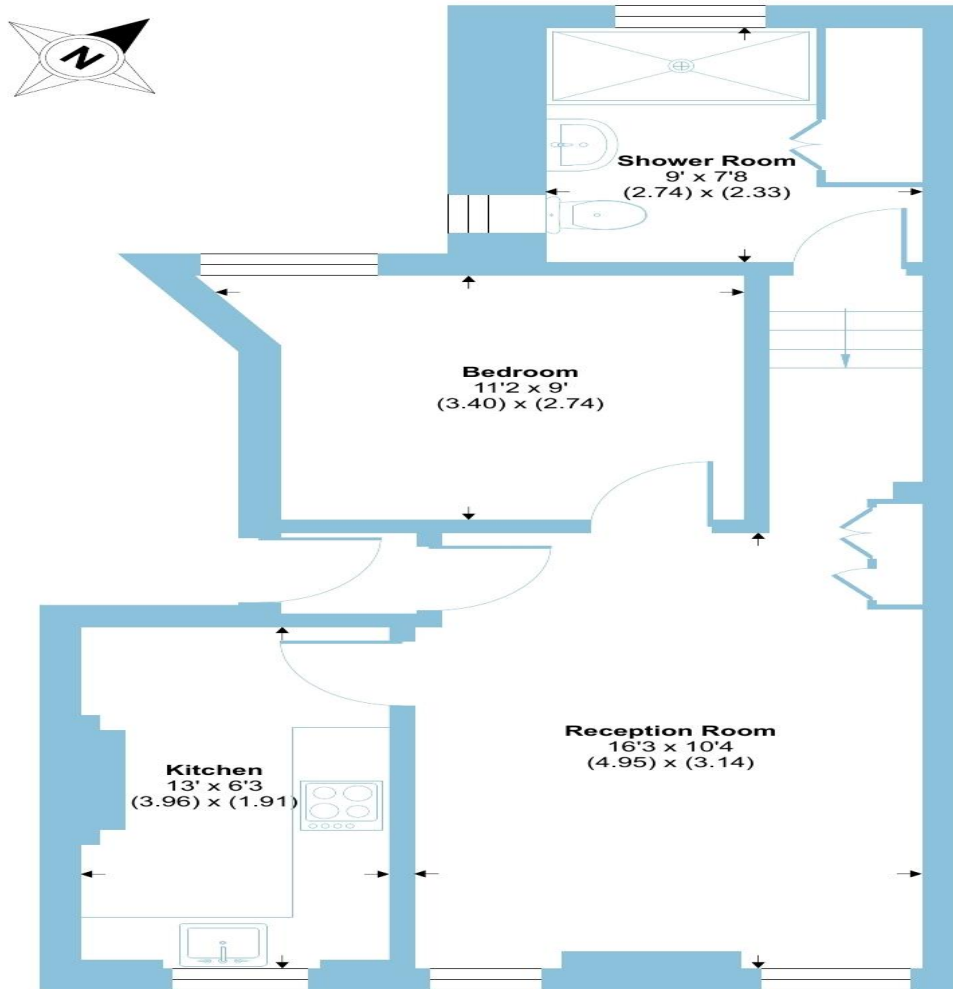 N
Shower Room
9' x 7'8
(2.74) x (2.33)
Bedroom
11'2 x 9'
(3.40) x (2.74)
Reception Room
16'3 x 10'4
(4.95) x (3.14)
Kitchen
13' x 6'3
(3.96) x (1.91)